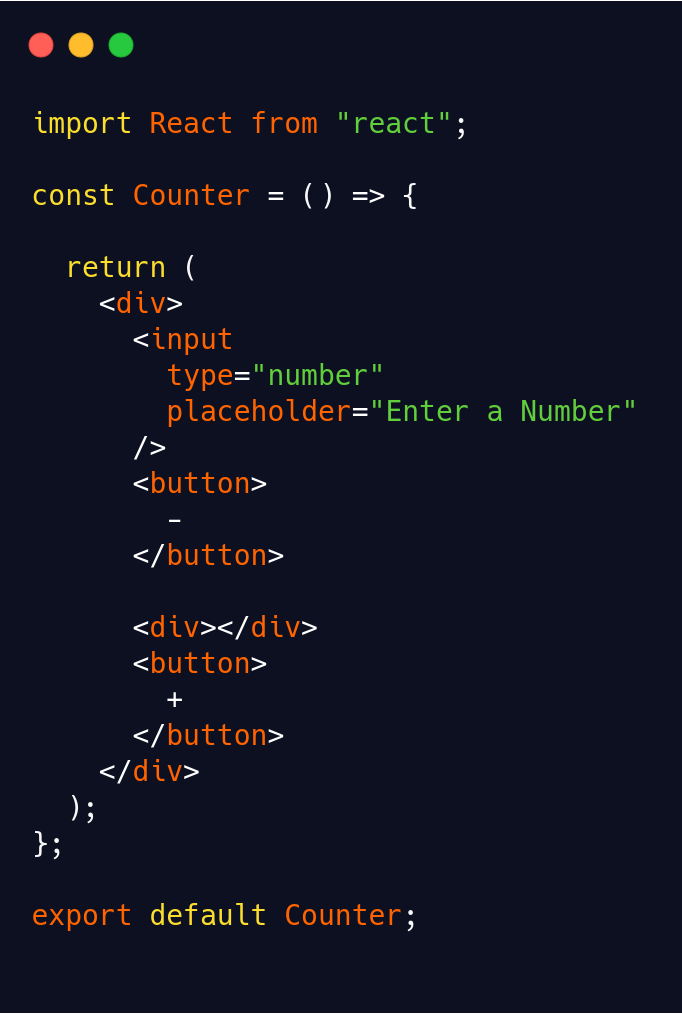 import React from "react";
const Counter = () => {
return (
<div>
<input
type="number"
placeholder="Enter a Number"
/>
<button>
-
</button>
<div></div>
<button>
+
</button>
</div>
);
};
export default Counter;